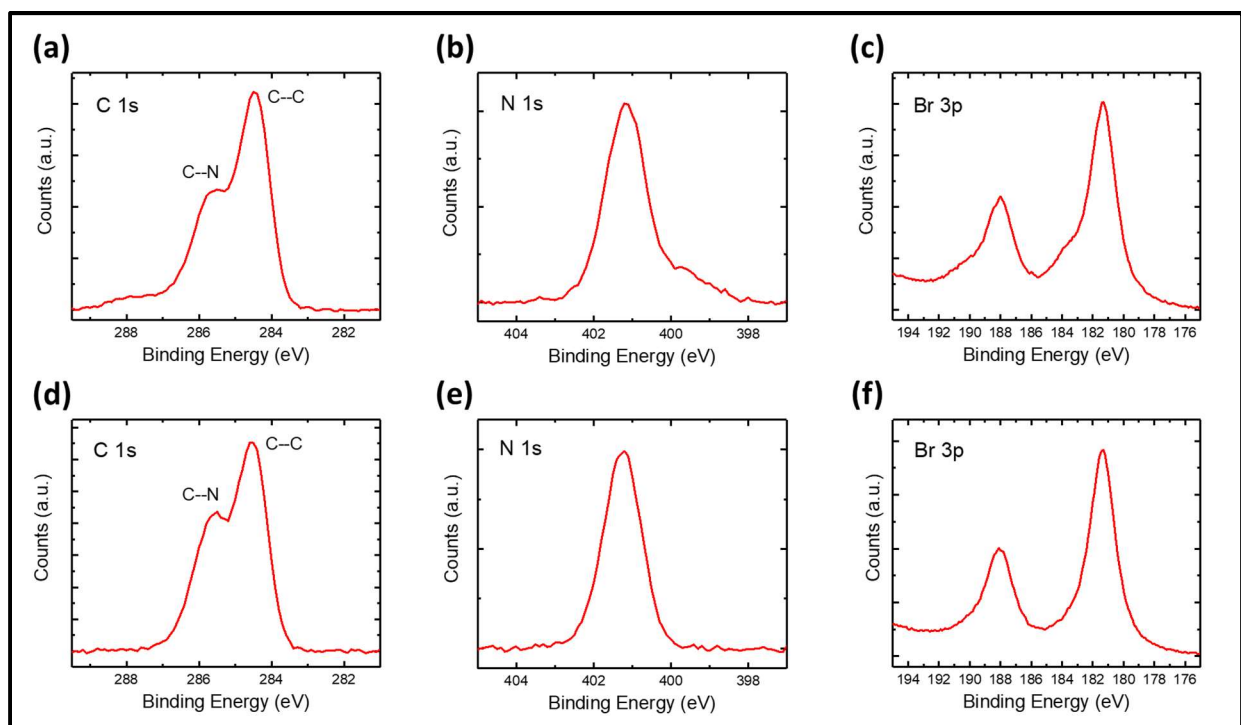 (a)
C 1s
C--C
C--N
Counts (a.u.)
288 286 284 282
Binding Energy (eV)
(b)
N 1s
Counts (a.u.)
404 402 400 398
Binding Energy (eV)
(c)
Br 3p
Counts (a.u.)
194 192 190 188 186 184 182 180 178 176
Binding Energy (eV)
(d)
C 1s
C--C
C--N
Counts (a.u.)
288 286 284 282
Binding Energy (eV)
(e)
N 1s
Counts (a.u.)
404 402 400 398
Binding Energy (eV)
(f)
Br 3p
Counts (a.u.)
194 192 190 188 186 184 182 180 178 176
Binding Energy (eV)